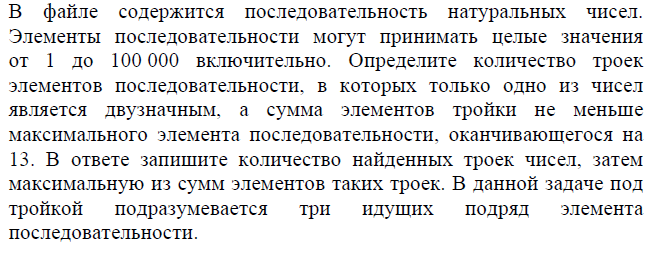 В файле содержится последовательность натуральных чисел.
Элементы последовательности могут принимать целые значения
от 1 до 100 000 включительно. Определите количество троек
элементов последовательности, в которых только одно из чисел
является двузначным, а сумма элементов тройки не меньше
максимального элемента последовательности, оканчивающегося на
13. В ответе запишите количество найденных троек чисел, затем
максимальную из сумм элементов таких троек. В данной задаче под
тройкой подразумевается три идущих подряд элемента
последовательности.